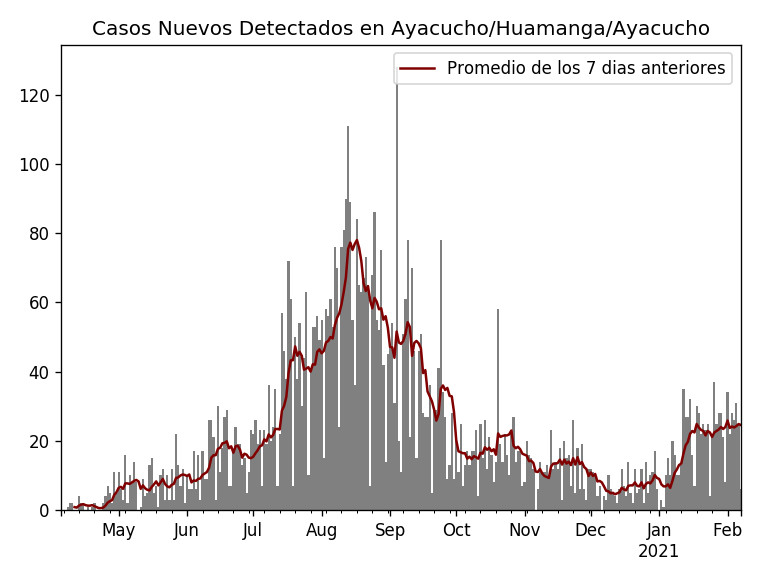 Casos Nuevos Detectados en Ayacucho/Huamanga/Ayacucho
Promedio de los 7 dias anteriores
120
100
80
60
40
20
0
May Jun Jul Aug Sep Oct Nov Dec Jan Feb
2021